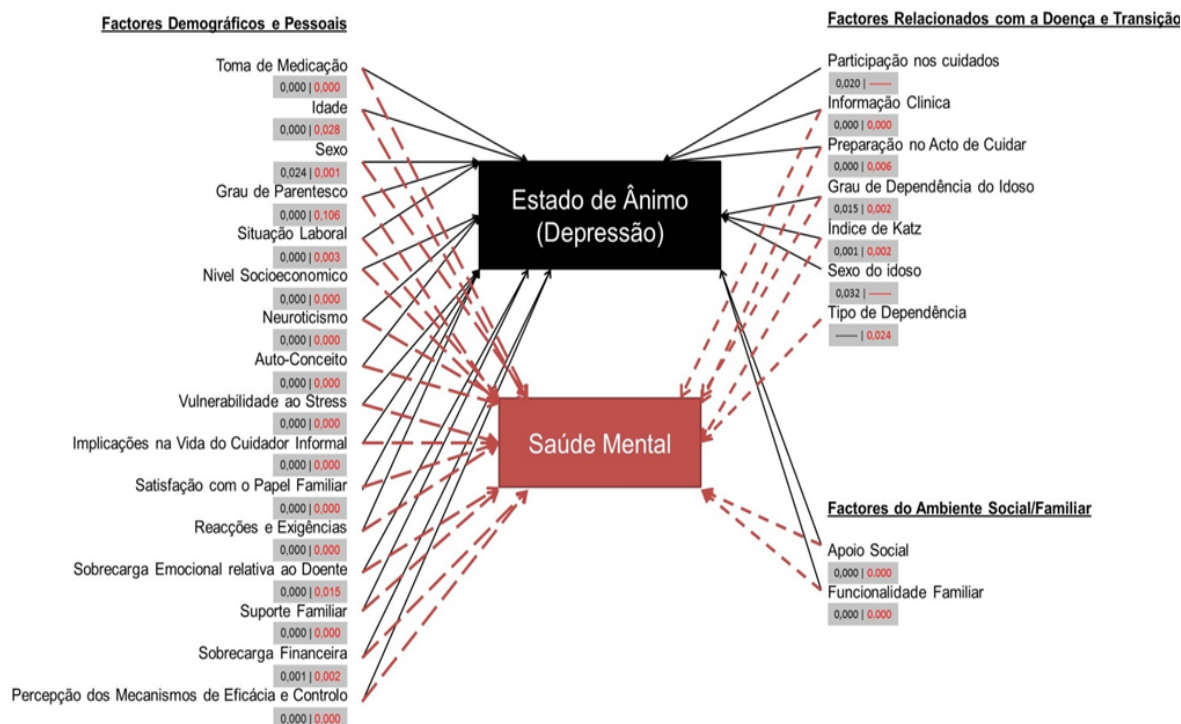 Factores Demográficos e Pessoais
Toma de Medicação
0,000 | 0,000
Idade
0,000 | 0,028
Sexo
0,024 | 0,001
Grau de Parentesco
0,000 | 0,106
Situação Laboral
0,000 | 0,003
Nivel Socioeconomico
0,000 | 0,000
Neuroticismo
0,000 | 0,000
Auto-Conceito
0,000 | 0,000
Vulnerabilidade ao Stress
0,000 | 0,000
Implicações na Vida do Cuidador Informal
0,000 | 0,000
Satisfação com o Papel Familiar
0,000 | 0,000
Reacções e Exigências
0,000 | 0,000
Sobrecarga Emocional relativa ao Doente
0,000 | 0,015
Suporte Familiar
0,000 | 0,000
Sobrecarga Financeira
0,001 | 0,002
Percepção dos Mecanismos de Eficácia e Controlo
0,000 | 0,000
Estado de Ânimo
(Depressão)
Saúde Mental
Factores Relacionados com a Doença e Transição
Participação nos cuidados
0,020 | -------
Informação Clinica
0,000 | 0,000
Preparação no Acto de Cuidar
0,000 | 0,006
Grau de Dependência do Idoso
0,015 | 0,002
Índice de Katz
0,001 | 0,002
Sexo do idoso
0,032 | -------
Tipo de Dependência
------- | 0,024
Factores do Ambiente Social/Familiar
Apoio Social
0,000 | 0.000
Funcionalidade Familiar
0,000 | 0.000